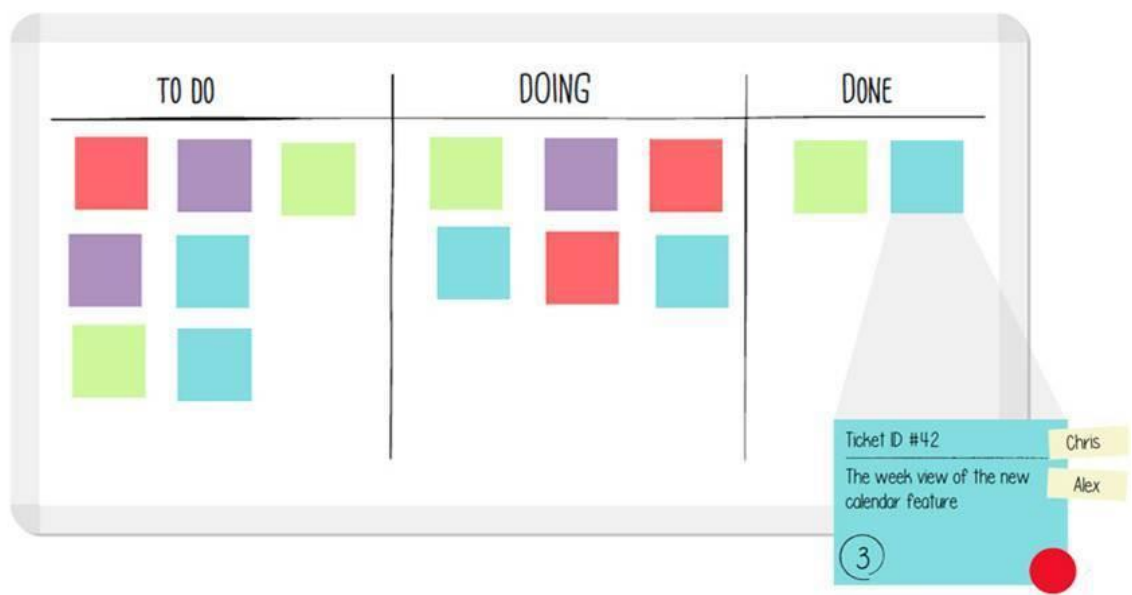 TO DO
DOING
DONE
Ticket ID #42
Chris
The week view of the new
calendar feature
Alex
3